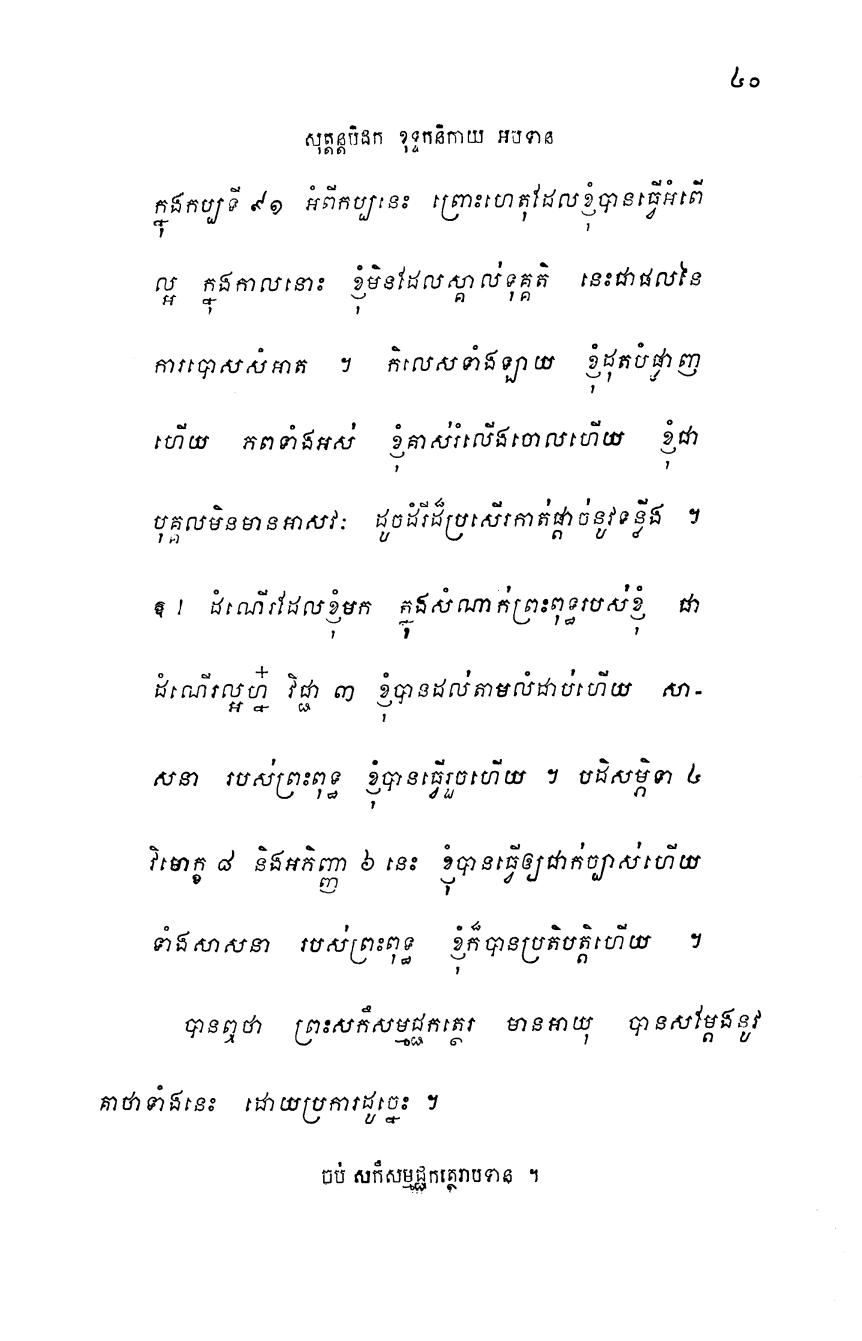 ៤០
សុត្តន្តបិដក ខុទ្ទកនិកាយ អបទាន
ក្នុងកប្បទី ៩១ អំពីកប្បនេះ ព្រោះហេតុដែលខ្ញុំបានធ្វើអំពើ
ល្អ ក្នុងកាលនោះ ខ្ញុំមិនដែលស្គាល់ទុគ្គតិ នេះជាផលនៃ
ការបោសសំអាត ។ កិលេសទាំងឡាយ ខ្ញុំដុតបំផ្លាញ
ហើយ ភពទាំងអស់ ខ្ញុំគាស់រំលើងចោលហើយ ខ្ញុំជា
បុគ្គលមិនមានអាសវៈ ដូចដំរីដ៏ប្រសើរកាត់ផ្តាច់នូវទន្លីង ។
ឱ ! ដំណើរដែលខ្ញុំមក ក្នុងសំណាក់ព្រះពុទ្ធរបស់ខ្ញុំ ជា
ដំណើរល្អហ្ន៎ វិជ្ជា ៣ ខ្ញុំបានដល់តាមលំដាប់ហើយ សា-
សនា របស់ព្រះពុទ្ធ ខ្ញុំបានធ្វើរួចហើយ ។ បដិសម្ភិទា ៤
វិមោក្ខ ៨ និងអភិញ្ញា ៦ នេះ ខ្ញុំបានធ្វើឲ្យជាក់ច្បាស់ហើយ
ទាំងសាសនា របស់ព្រះពុទ្ធ ខ្ញុំក៏បានប្រតិបត្តិហើយ ។
បានឮថា ព្រះសកឹសម្មជ្ជកត្ថេរ មានអាយុ បានសម្តែងនូវ
គាថាទាំងនេះ ដោយប្រការដូច្នេះ ។
ចប់ សកឹសម្មជ្ជកត្ថេរាបទាន ។